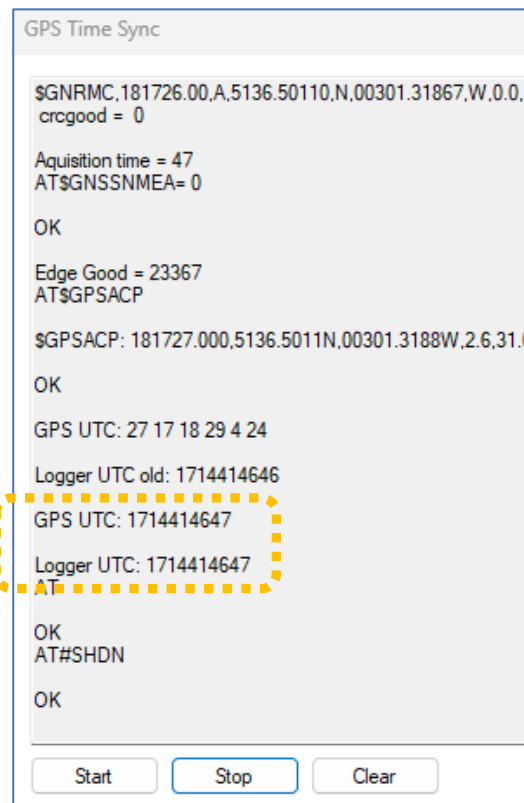 GPS Time Sync
$GNRMC,181726.00,A,5136.50110,N,00301.31867,W,0.0,
crcgood = 0
Aquisition time = 47
AT$GNSSNMEA= 0
OK
Edge Good = 23367
AT$GPSACP
$GPSACP: 181727.000,5136.5011N,00301.3188W,2.6,31.
OK
GPS UTC: 27 17 18 29 4 24
Logger UTC old: 1714414646
GPS UTC: 1714414647
Logger UTC: 1714414647
AT
OK
AT#SHDN
OK
Start Stop Clear